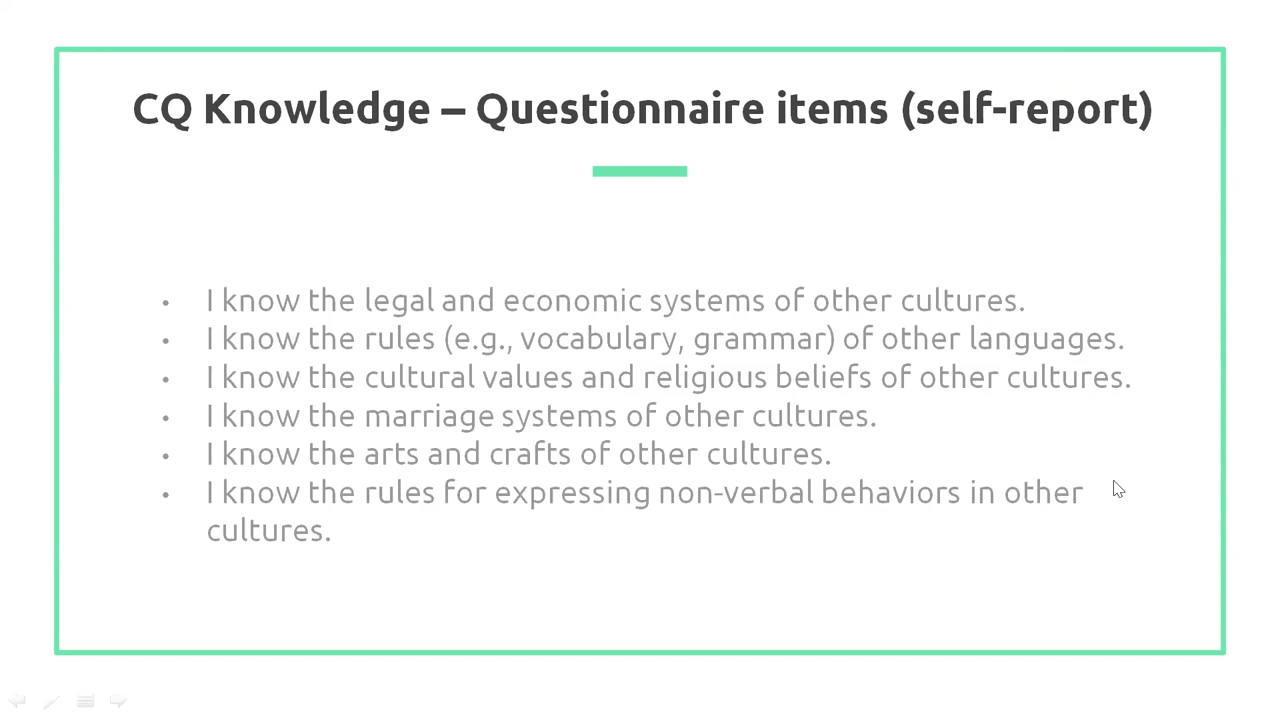 CQ Knowledge – Questionnaire items (self-report)
• I know the legal and economic systems of other cultures.
• I know the rules (e.g., vocabulary, grammar) of other languages.
• I know the cultural values and religious beliefs of other cultures.
• I know the marriage systems of other cultures.
• I know the arts and crafts of other cultures.
• I know the rules for expressing non-verbal behaviors in other
cultures.